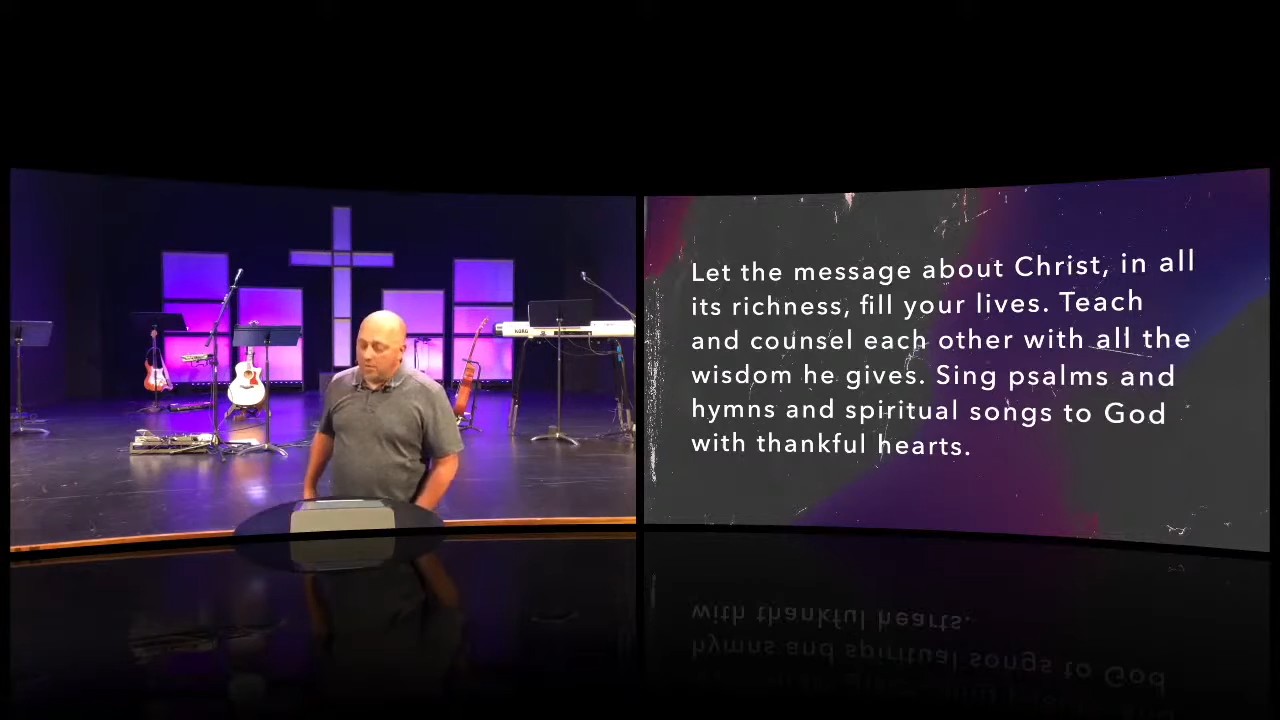 KORG
Let the message about Christ, in all
its richness, fill your lives. Teach
and counsel each other with all the
wisdom he gives. Sing psalms and
hymns and spiritual songs to God
with thankful hearts.